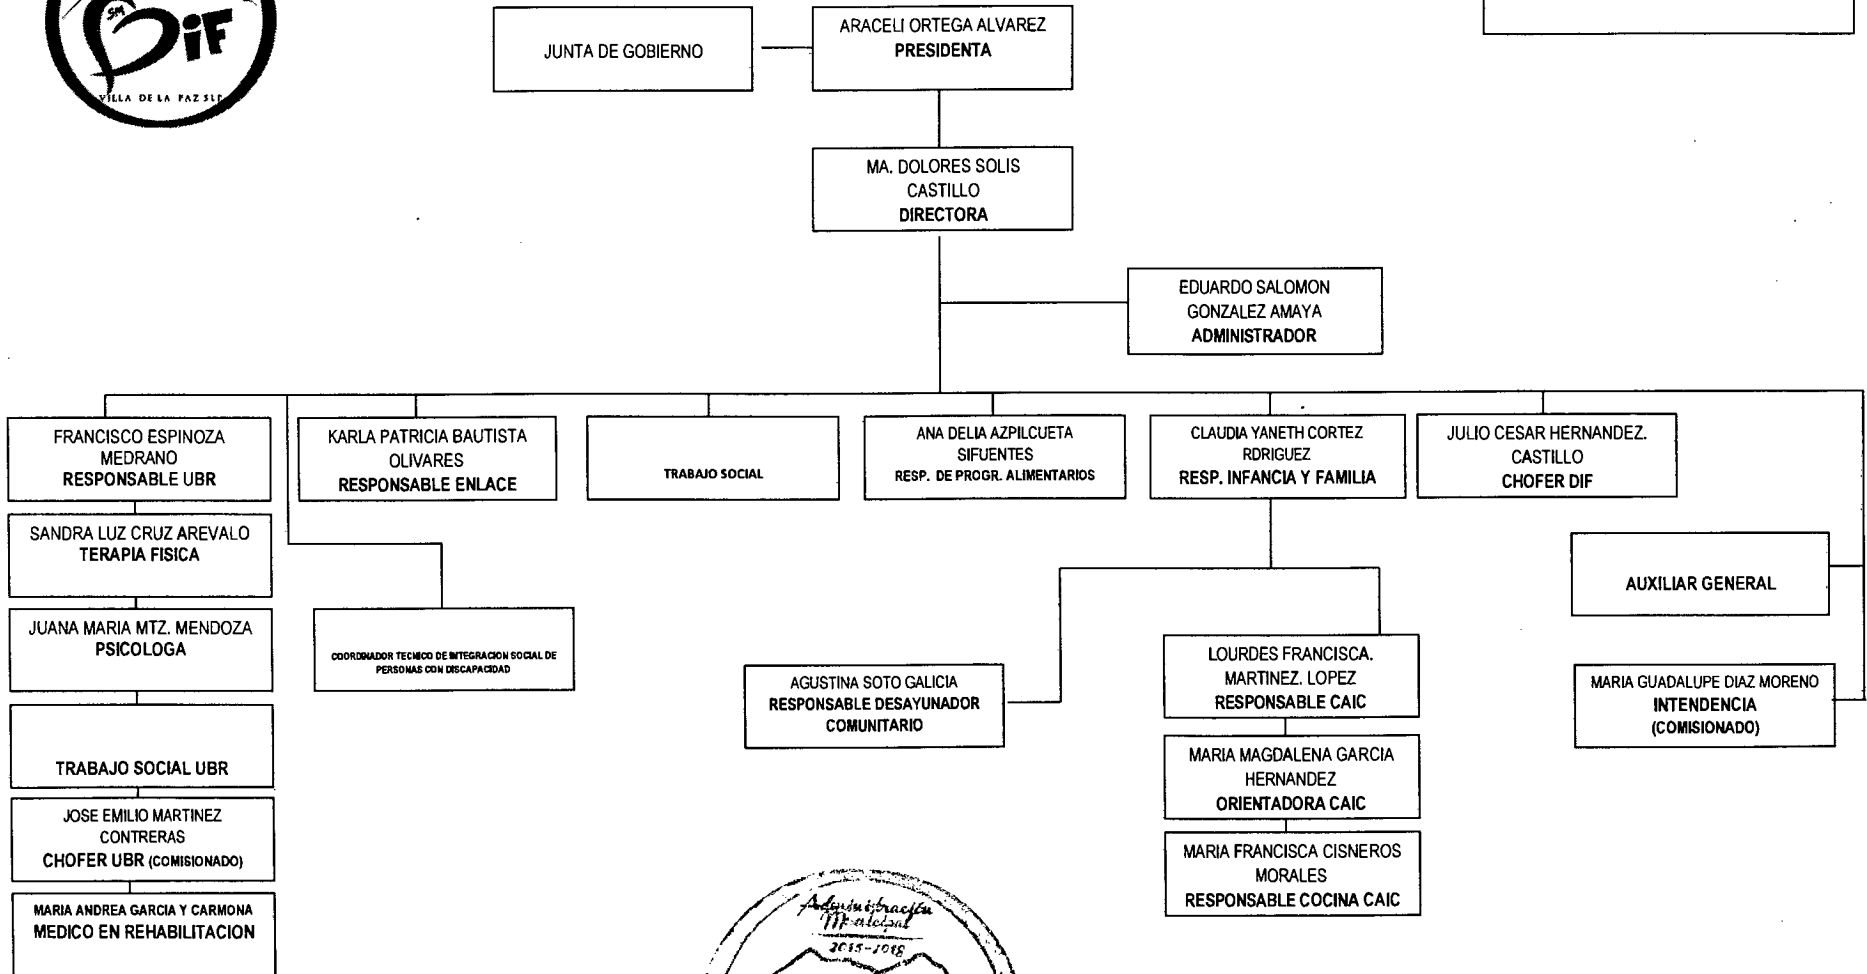 SM
DiF
VILLA DE LA PAZ SLP
JUNTA DE GOBIERNO
ARACELI ORTEGA ALVAREZ
PRESIDENTA
MA. DOLORES SOLIS
CASTILLO
DIRECTORA
EDUARDO SALOMON
GONZALEZ AMAYA
ADMINISTRADOR
FRANCISCO ESPINOZA
MEDRANO
RESPONSABLE UBR
KARLA PATRICIA BAUTISTA
OLIVARES
RESPONSABLE ENLACE
TRABAJO SOCIAL
ANA DELIA AZPILCUETA
SIFUENTES
RESP. DE PROGR. ALIMENTARIOS
CLAUDIA YANETH CORTEZ
RDRIGUEZ
RESP. INFANCIA Y FAMILIA
JULIO CESAR HERNANDEZ.
CASTILLO
CHOFER DIF
SANDRA LUZ CRUZ AREVALO
TERAPIA FISICA
AUXILIAR GENERAL
JUANA MARIA MTZ. MENDOZA
PSICOLOGA
COORDINADOR TECNICO DE INTEGRACION SOCIAL DE
PERSONAS CON DISCAPACIDAD
AGUSTINA SOTO GALICIA
RESPONSABLE DESAYUNADOR
COMUNITARIO
LOURDES FRANCISCA.
MARTINEZ. LOPEZ
RESPONSABLE CAIC
MARIA GUADALUPE DIAZ MORENO
INTENDENCIA
(COMISIONADO)
TRABAJO SOCIAL UBR
MARIA MAGDALENA GARCIA
HERNANDEZ
ORIENTADORA CAIC
JOSE EMILIO MARTINEZ
CONTRERAS
CHOFER UBR (COMISIONADO)
MARIA FRANCISCA CISNEROS
MORALES
RESPONSABLE COCINA CAIC
MARIA ANDREA GARCIA Y CARMONA
MEDICO EN REHABILITACION
Administración
Municipal
2015-2018